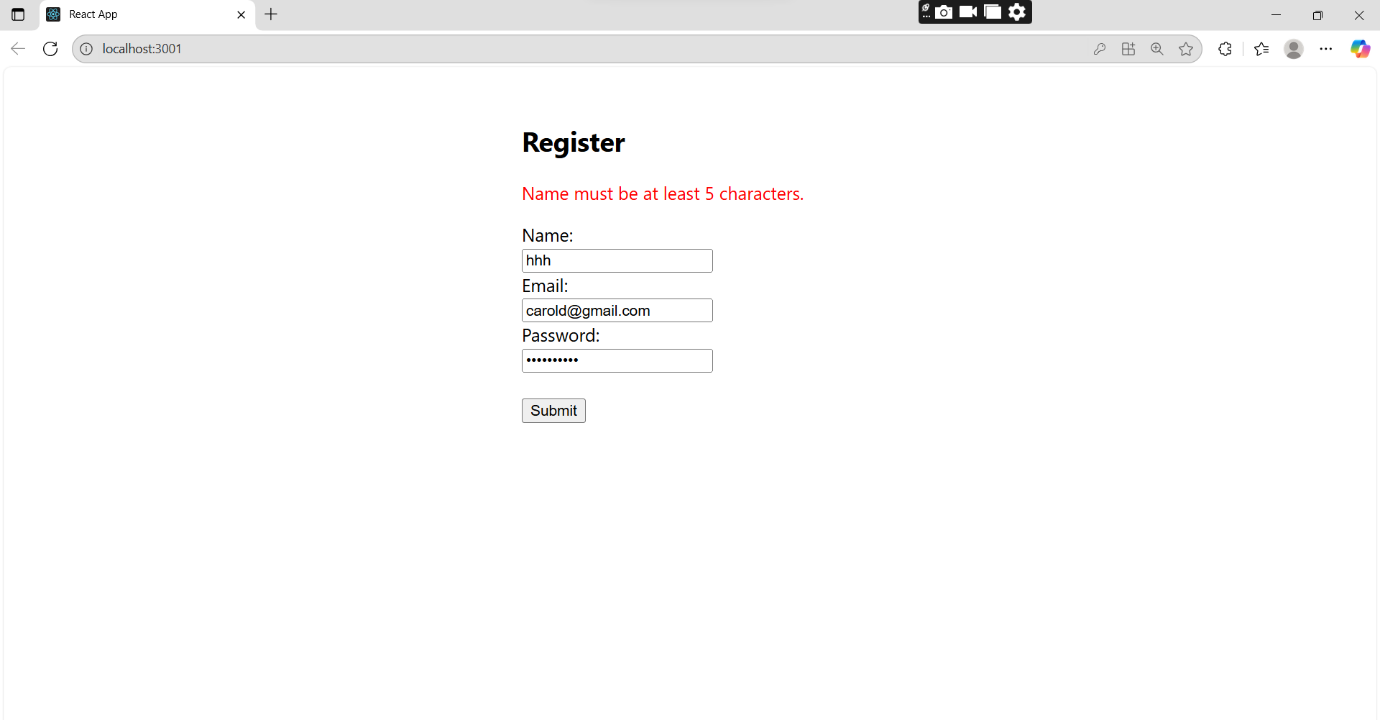 React App
localhost:3001
Register
Name must be at least 5 characters.
Name:
hhh
Email:
carold@gmail.com
Password:
••••••••••
Submit